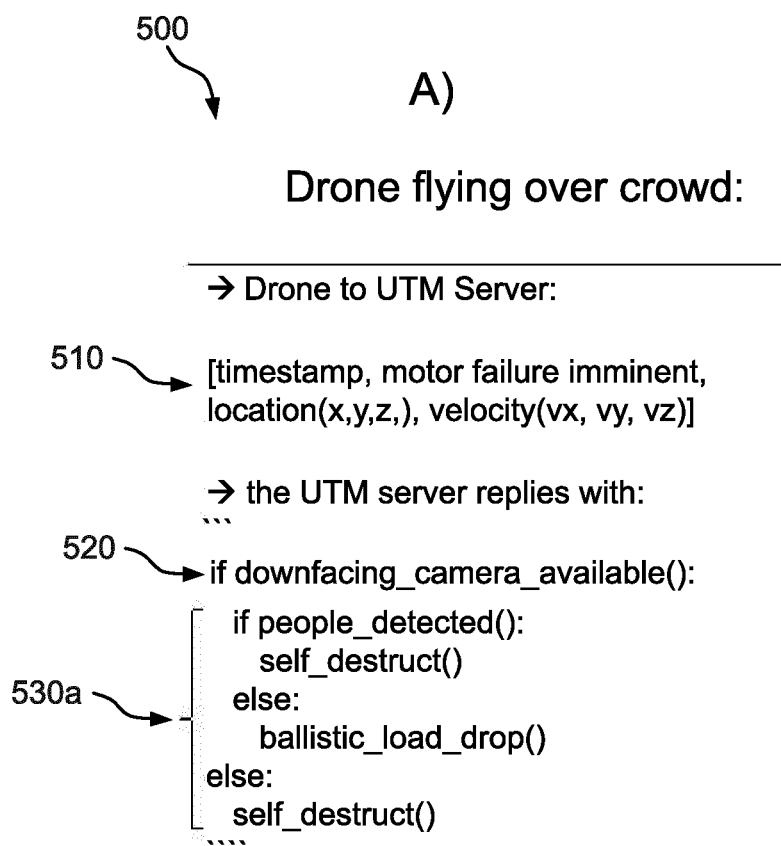 500
A)
Drone flying over crowd:
→ Drone to UTM Server:
510
[timestamp, motor failure imminent,
location(x,y,z,), velocity(vx, vy, vz)]
→ the UTM server replies with:
```
520
if downfacing_camera_available():
if people_detected():
self_destruct()
530a
else:
ballistic_load_drop()
else:
self_destruct()
````